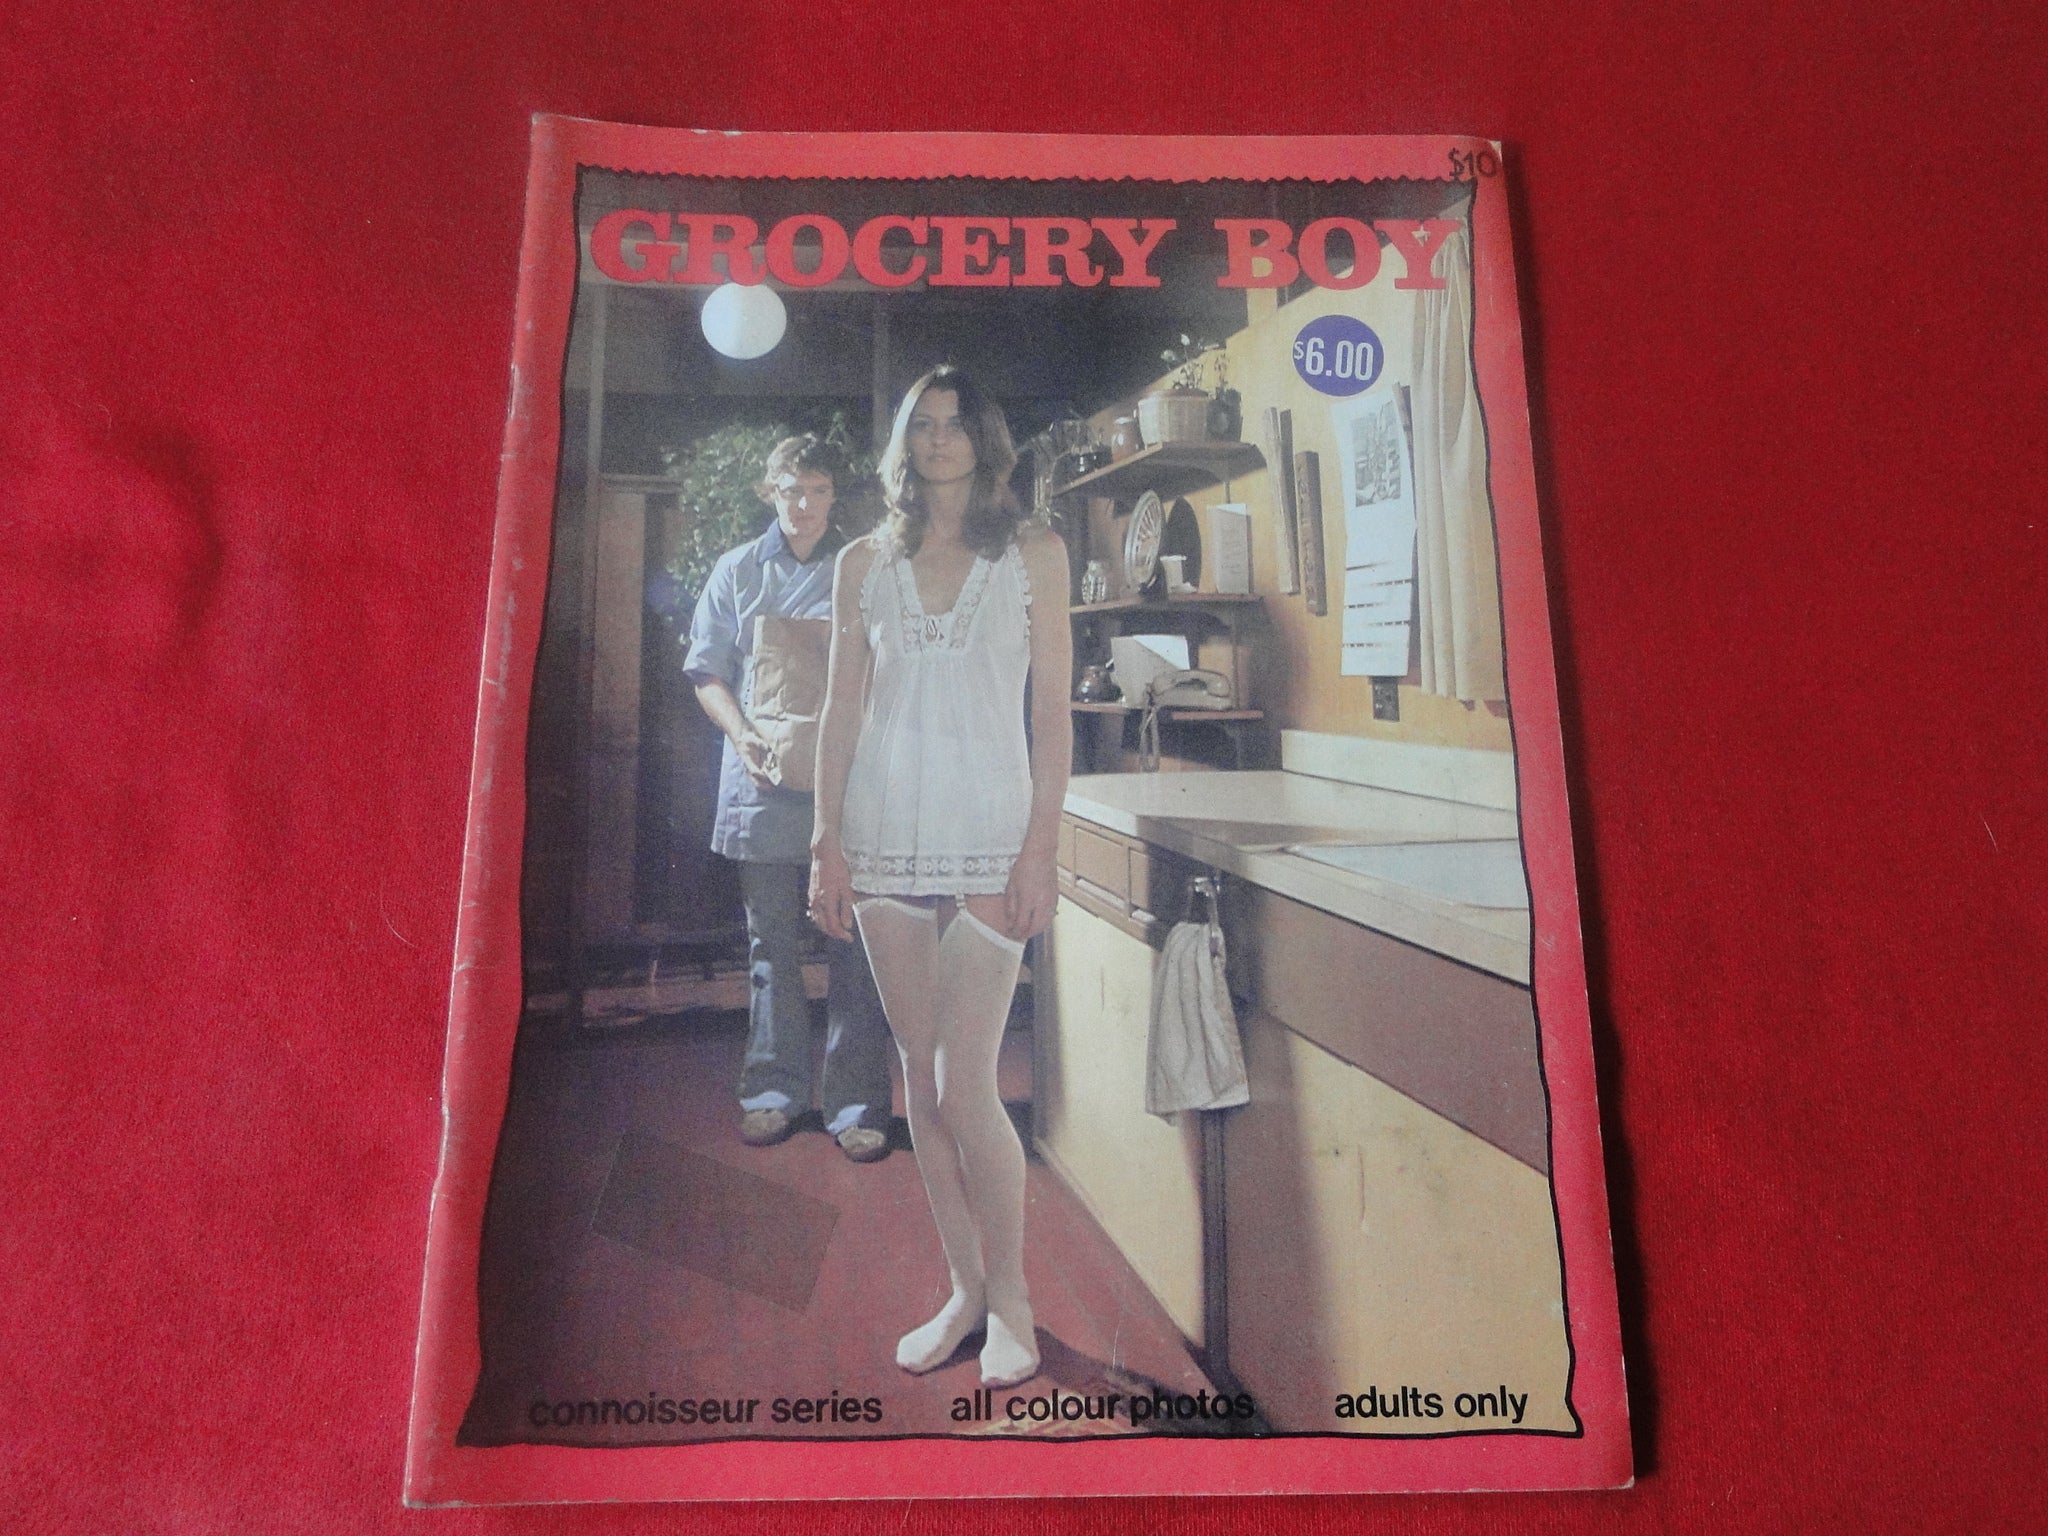 $10
GROCERY BOY
$6.00
connoisseur series all colour photos adults only